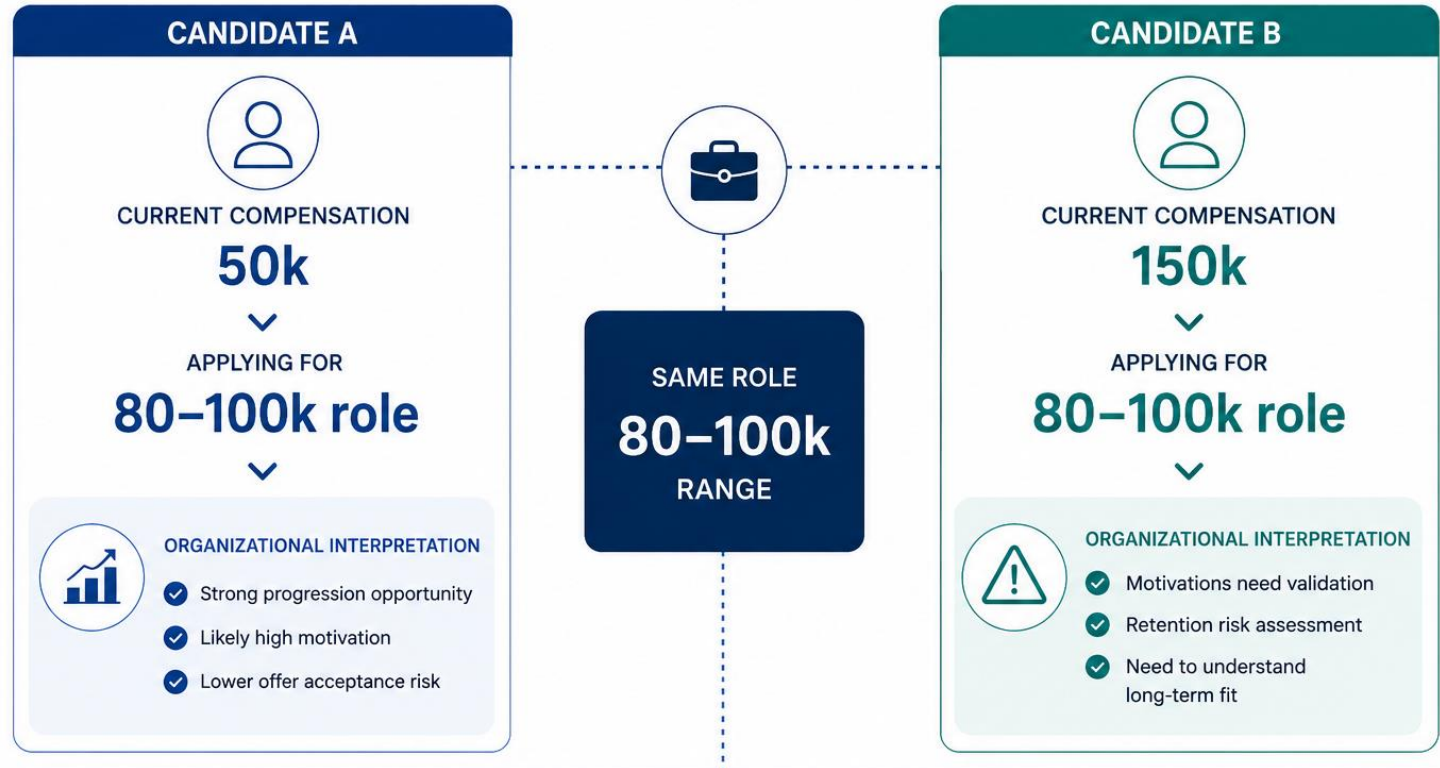 CANDIDATE A
CURRENT COMPENSATION
50k
APPLYING FOR
80–100k role
ORGANIZATIONAL INTERPRETATION
Strong progression opportunity
Likely high motivation
Lower offer acceptance risk
SAME ROLE
80–100k
RANGE
CANDIDATE B
CURRENT COMPENSATION
150k
APPLYING FOR
80–100k role
ORGANIZATIONAL INTERPRETATION
Motivations need validation
Retention risk assessment
Need to understand
long-term fit